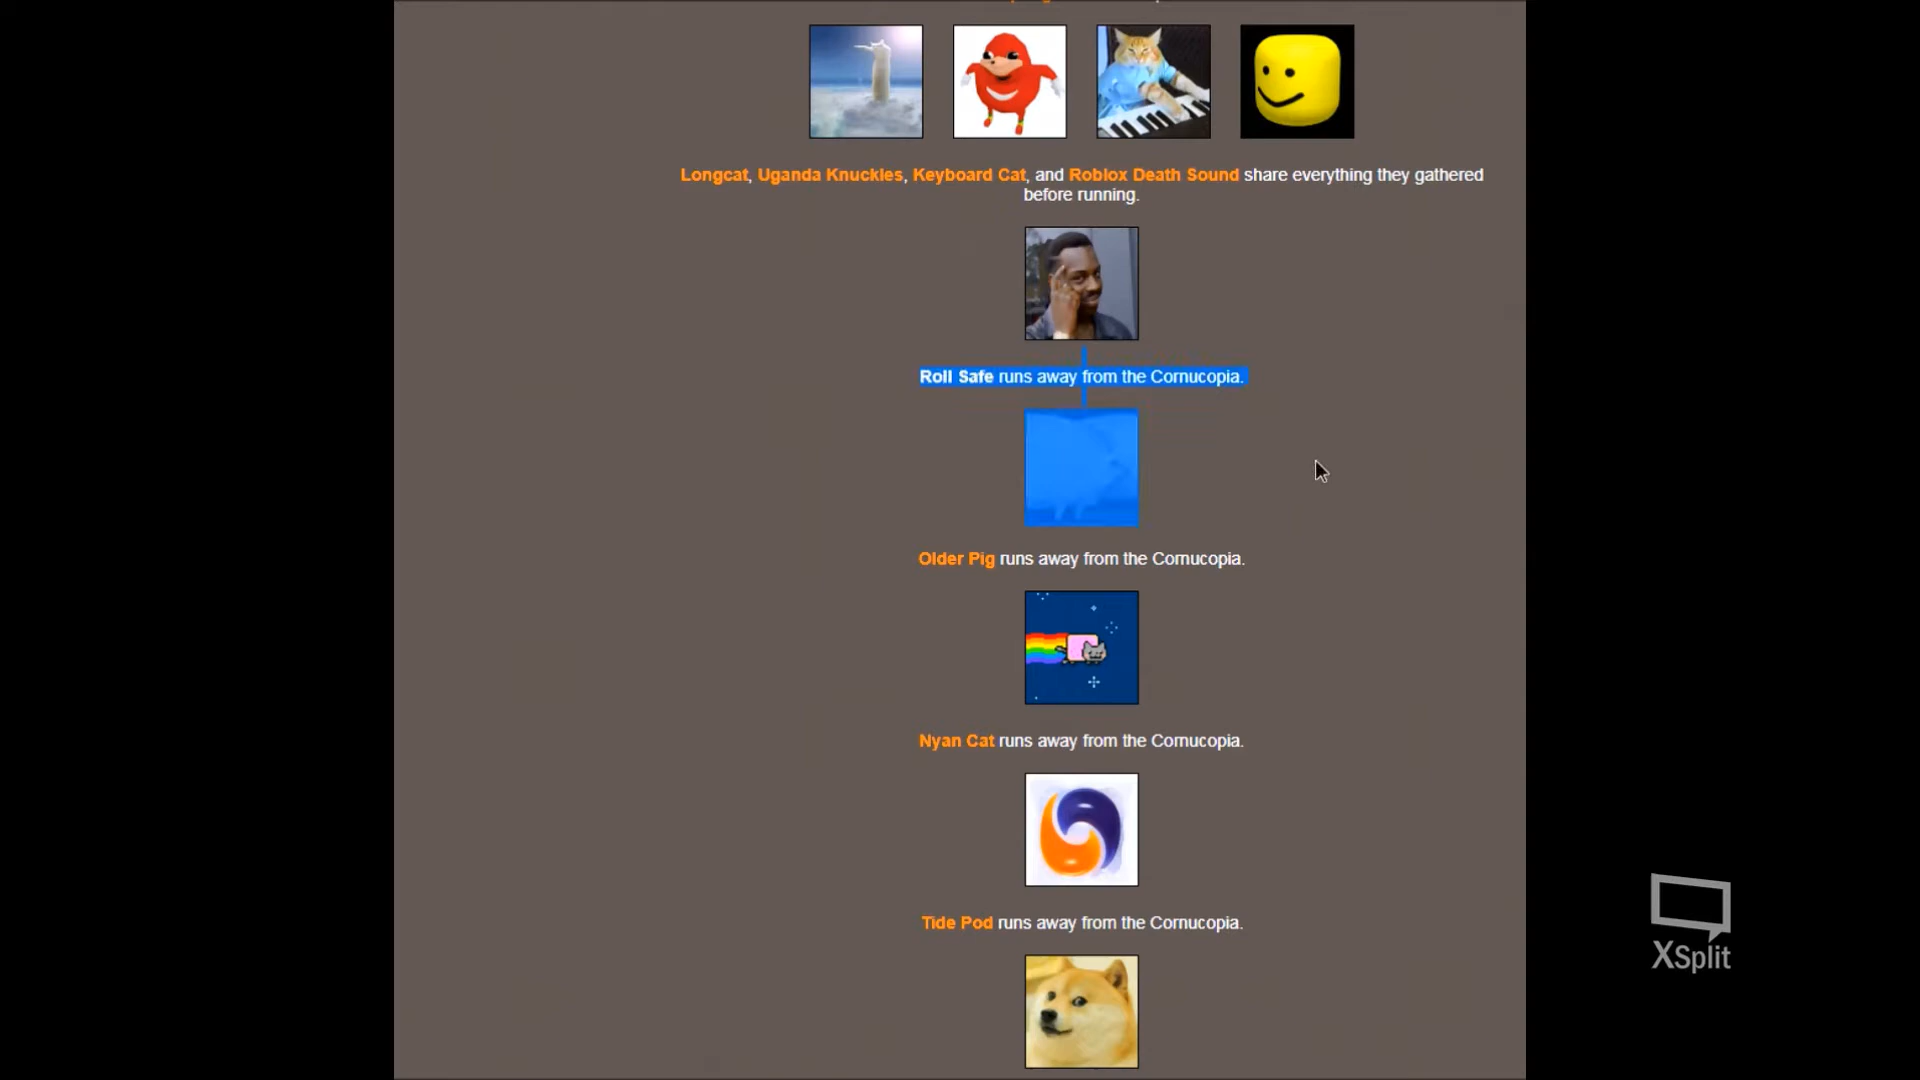 Longcat, Uganda Knuckles, Keyboard Cat, and Roblox Death Sound share everything they gathered
before running.
Roll Safe runs away from the Cornucopia.
Older Pig runs away from the Cornucopia.
Nyan Cat runs away from the Cornucopia.
Tide Pod runs away from the Cornucopia.
XSplit